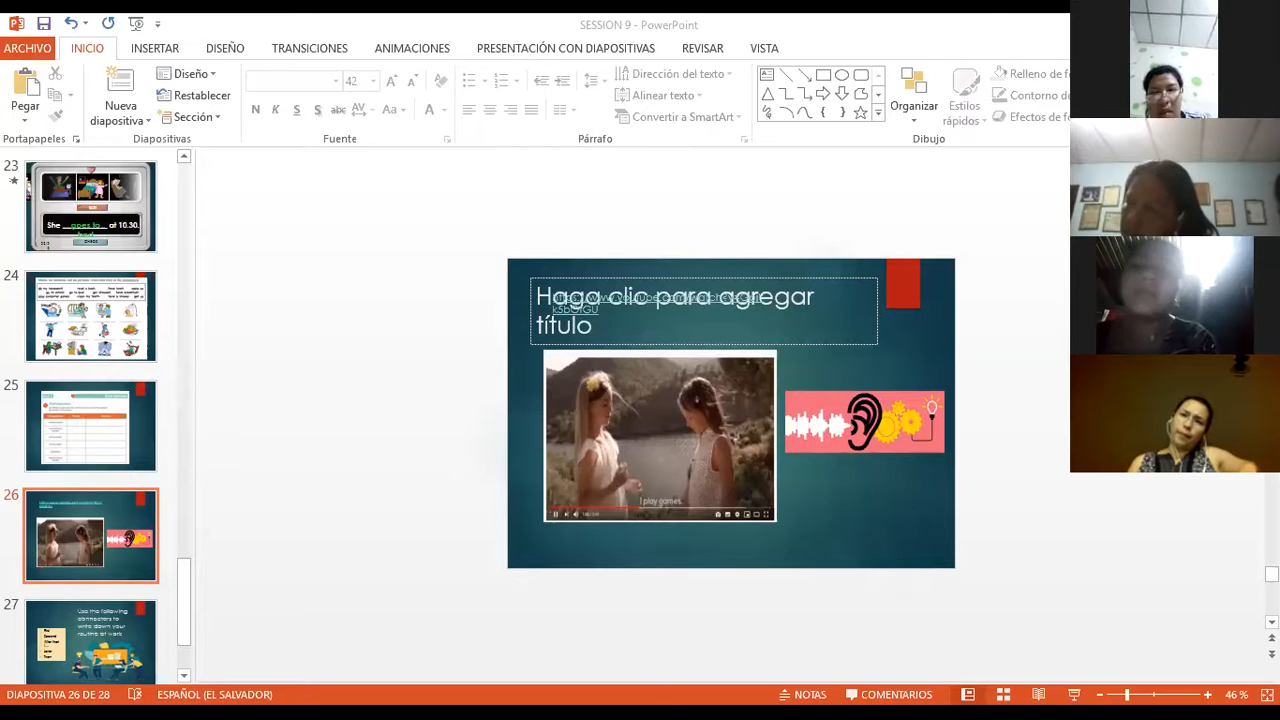 SESSION 9 - PowerPoint
ARCHIVO INICIO INSERTAR DISEÑO TRANSICIONES ANIMACIONES PRESENTACIÓN CON DIAPOSITIVAS REVISAR VISTA
Pegar
Nueva
diapositiva
Diseño
Restablecer
Sección
42
N K S S abc AV Aa A
Dirección del texto
Alinear texto
Convertir a SmartArt
Organizar
Estilos
rápidos
Relleno de
Contorno de
Efectos de
Portapapeles Diapositivas Fuente Párrafo Dibujo
23
She goes to at 10.30.
24
25
26
27
Use the following
connectors to
write down your
routine at work
Haga clic para agregar
título
kSbGfGU
I play games.
DIAPOSITIVA 26 DE 28 ESPAÑOL (EL SALVADOR) NOTAS COMENTARIOS 46 %